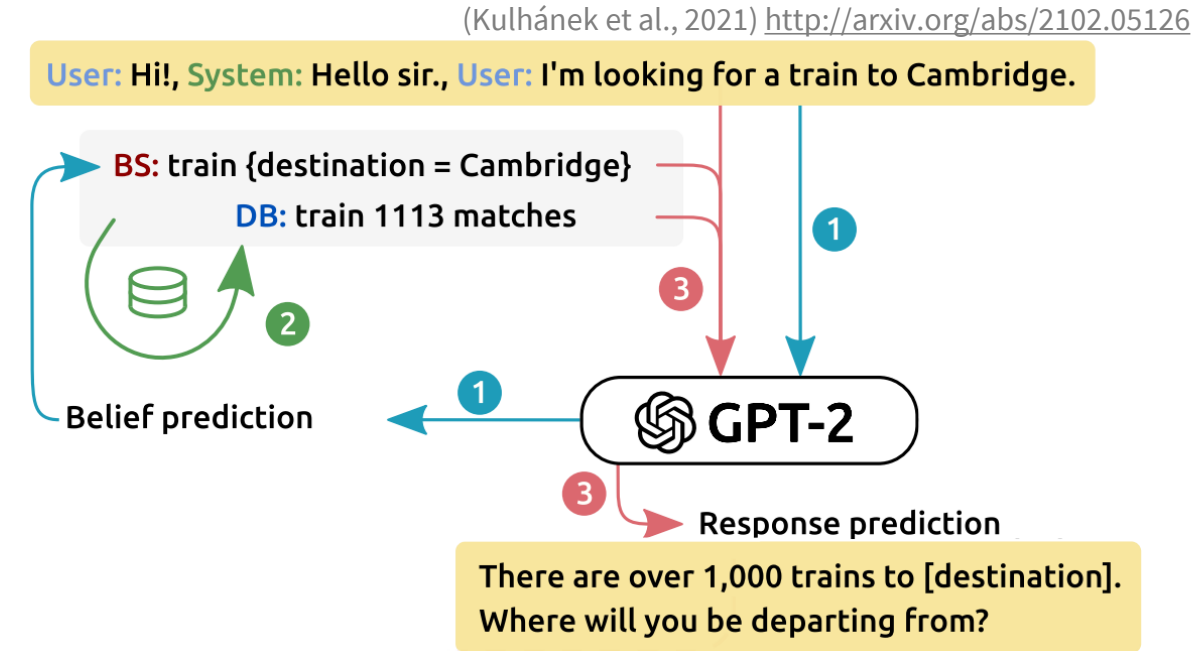 (Kulhánek et al., 2021) http://arxiv.org/abs/2102.05126
User: Hi!, System: Hello sir., User: I'm looking for a train to Cambridge.
BS: train {destination = Cambridge}
DB: train 1113 matches
1
3
2
1
Belief prediction
GPT-2
3
Response prediction
There are over 1,000 trains to [destination].
Where will you be departing from?